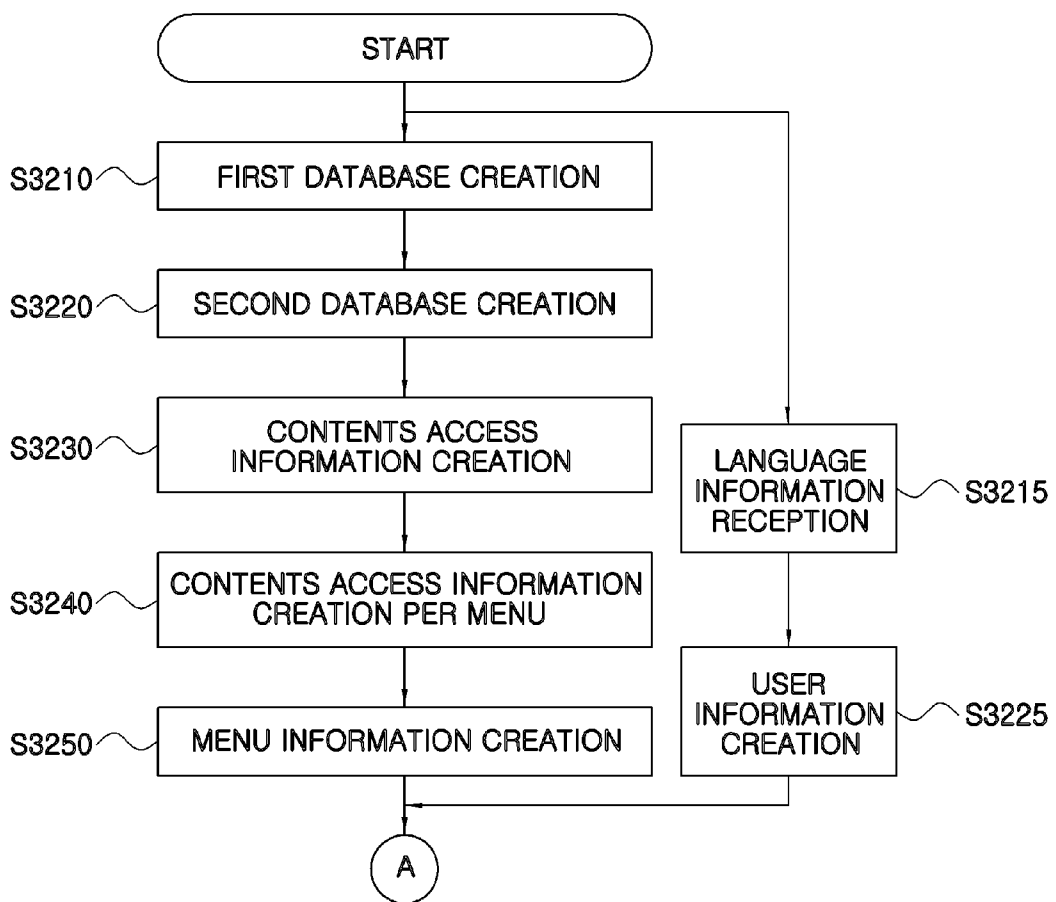 START
S3210
FIRST DATABASE CREATION
S3220
SECOND DATABASE CREATION
S3230
CONTENTS ACCESS
INFORMATION CREATION
S3240
CONTENTS ACCESS INFORMATION
CREATION PER MENU
S3250
MENU INFORMATION CREATION
LANGUAGE
INFORMATION
RECEPTION
S3215
USER
INFORMATION
CREATION
S3225
A